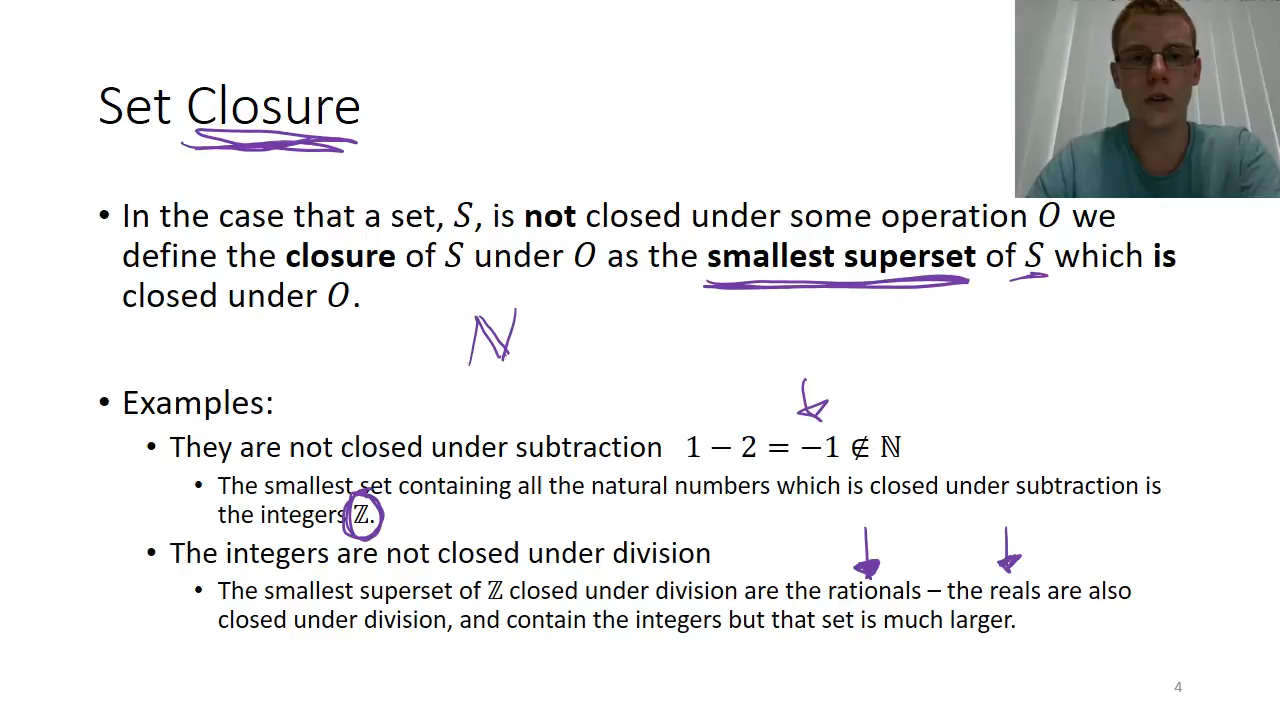 Set Closure
• In the case that a set, S, is not closed under some operation O we
define the closure of S under O as the smallest superset of S which is
closed under O.
ℕ
• Examples:
• They are not closed under subtraction 1 − 2 = −1 ∉ ℕ
• The smallest set containing all the natural numbers which is closed under subtraction is
the integers ℤ.
• The integers are not closed under division
• The smallest superset of ℤ closed under division are the rationals – the reals are also
closed under division, and contain the integers but that set is much larger.
4